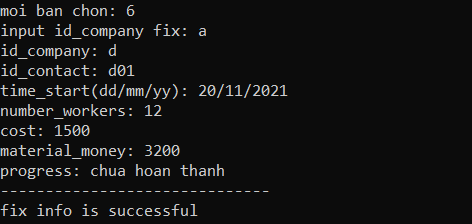 moi ban chon: 6
input id_company fix: a
id_company: d
id_contact: d01
time_start(dd/mm/yy): 20/11/2021
number_workers: 12
cost: 1500
material_money: 3200
progress: chua hoan thanh
------------------------------
fix info is successful